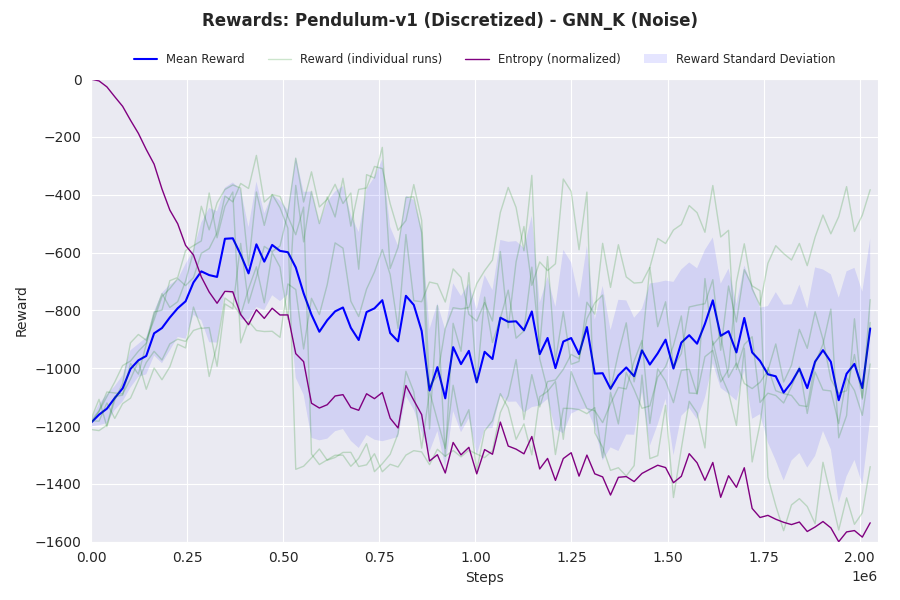 Rewards: Pendulum-v1 (Discretized) - GNN_K (Noise)
Mean Reward Reward (individual runs) Entropy (normalized) Reward Standard Deviation
0
−200
−400
−600
−800
−1000
−1200
−1400
−1600
Reward
0.00 0.25 0.50 0.75 1.00 1.25 1.50 1.75 2.00
Steps
1e6